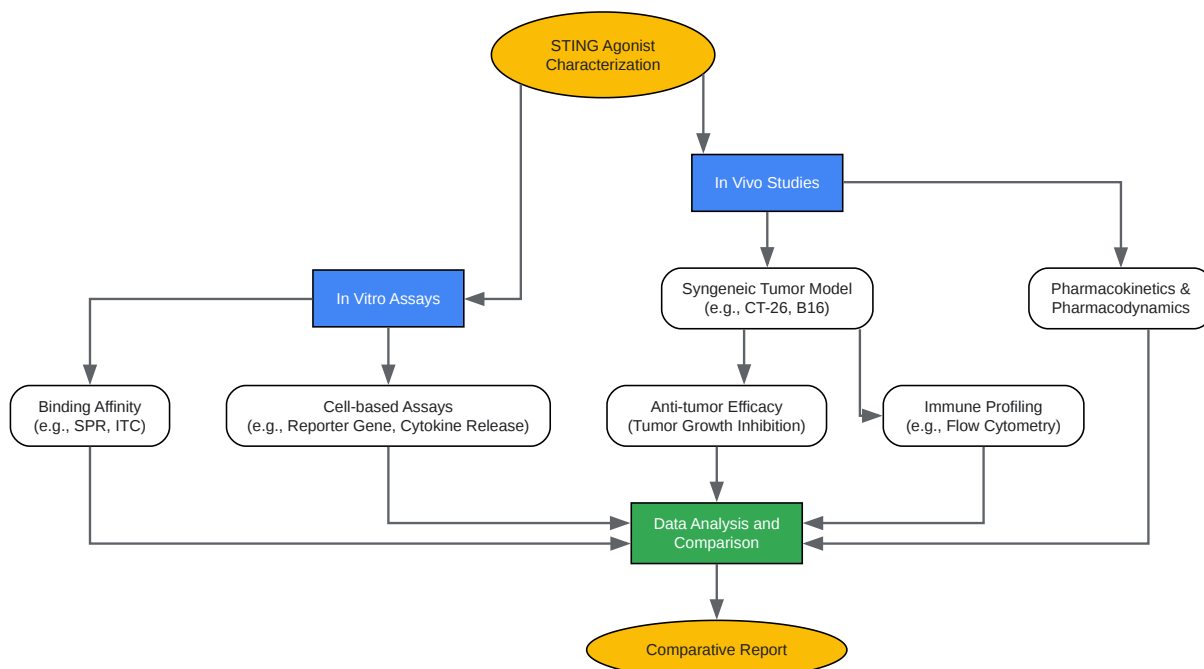 STING Agonist
Characterization
In Vivo Studies
In Vitro Assays
Syngeneic Tumor Model
(e.g., CT-26, B16)
Pharmacokinetics &
Pharmacodynamics
Binding Affinity
(e.g., SPR, ITC)
Cell-based Assays
(e.g., Reporter Gene, Cytokine Release)
Anti-tumor Efficacy
(Tumor Growth Inhibition)
Immune Profiling
(e.g., Flow Cytometry)
Data Analysis and
Comparison
Comparative Report